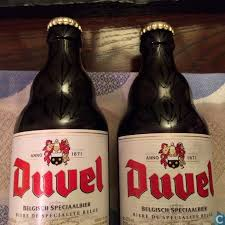 ANNO 1871
Duvel
BELGISCH SPECIAALBIER
BIERE DE SPECIALITE BELGE
ANNO 1871
Duvel
BELGISCH SPECIAALBIER
BIERE DE SPECIALITE BELGE
C